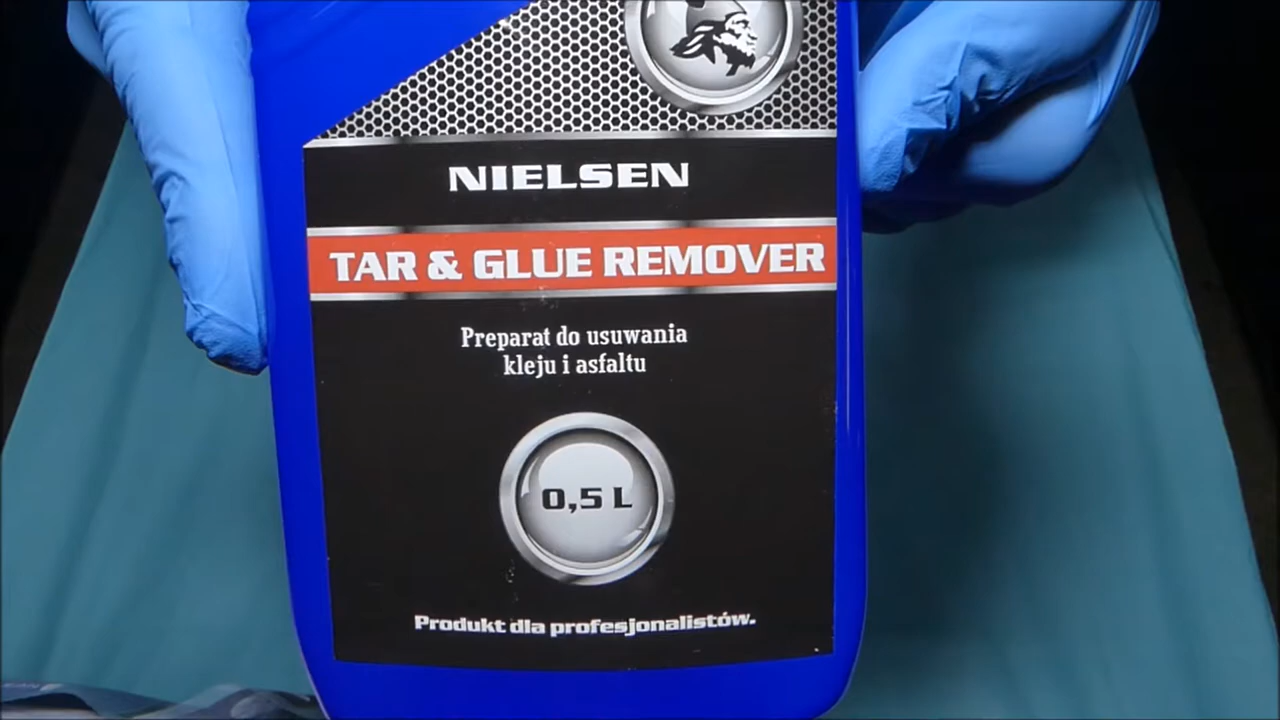 NIELSEN
TAR & GLUE REMOVER
Preparat do usuwania
kleju i asfaltu
0,5 L
Produkt dla profesjonalistów.